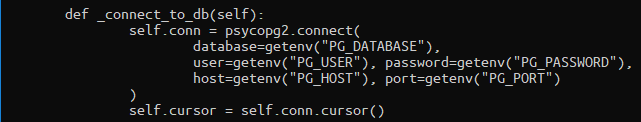 def _connect_to_db(self):
self.conn = psycopg2.connect(
database=getenv("PG_DATABASE"),
user=getenv("PG_USER"), password=getenv("PG_PASSWORD"),
host=getenv("PG_HOST"), port=getenv("PG_PORT")
)
self.cursor = self.conn.cursor()